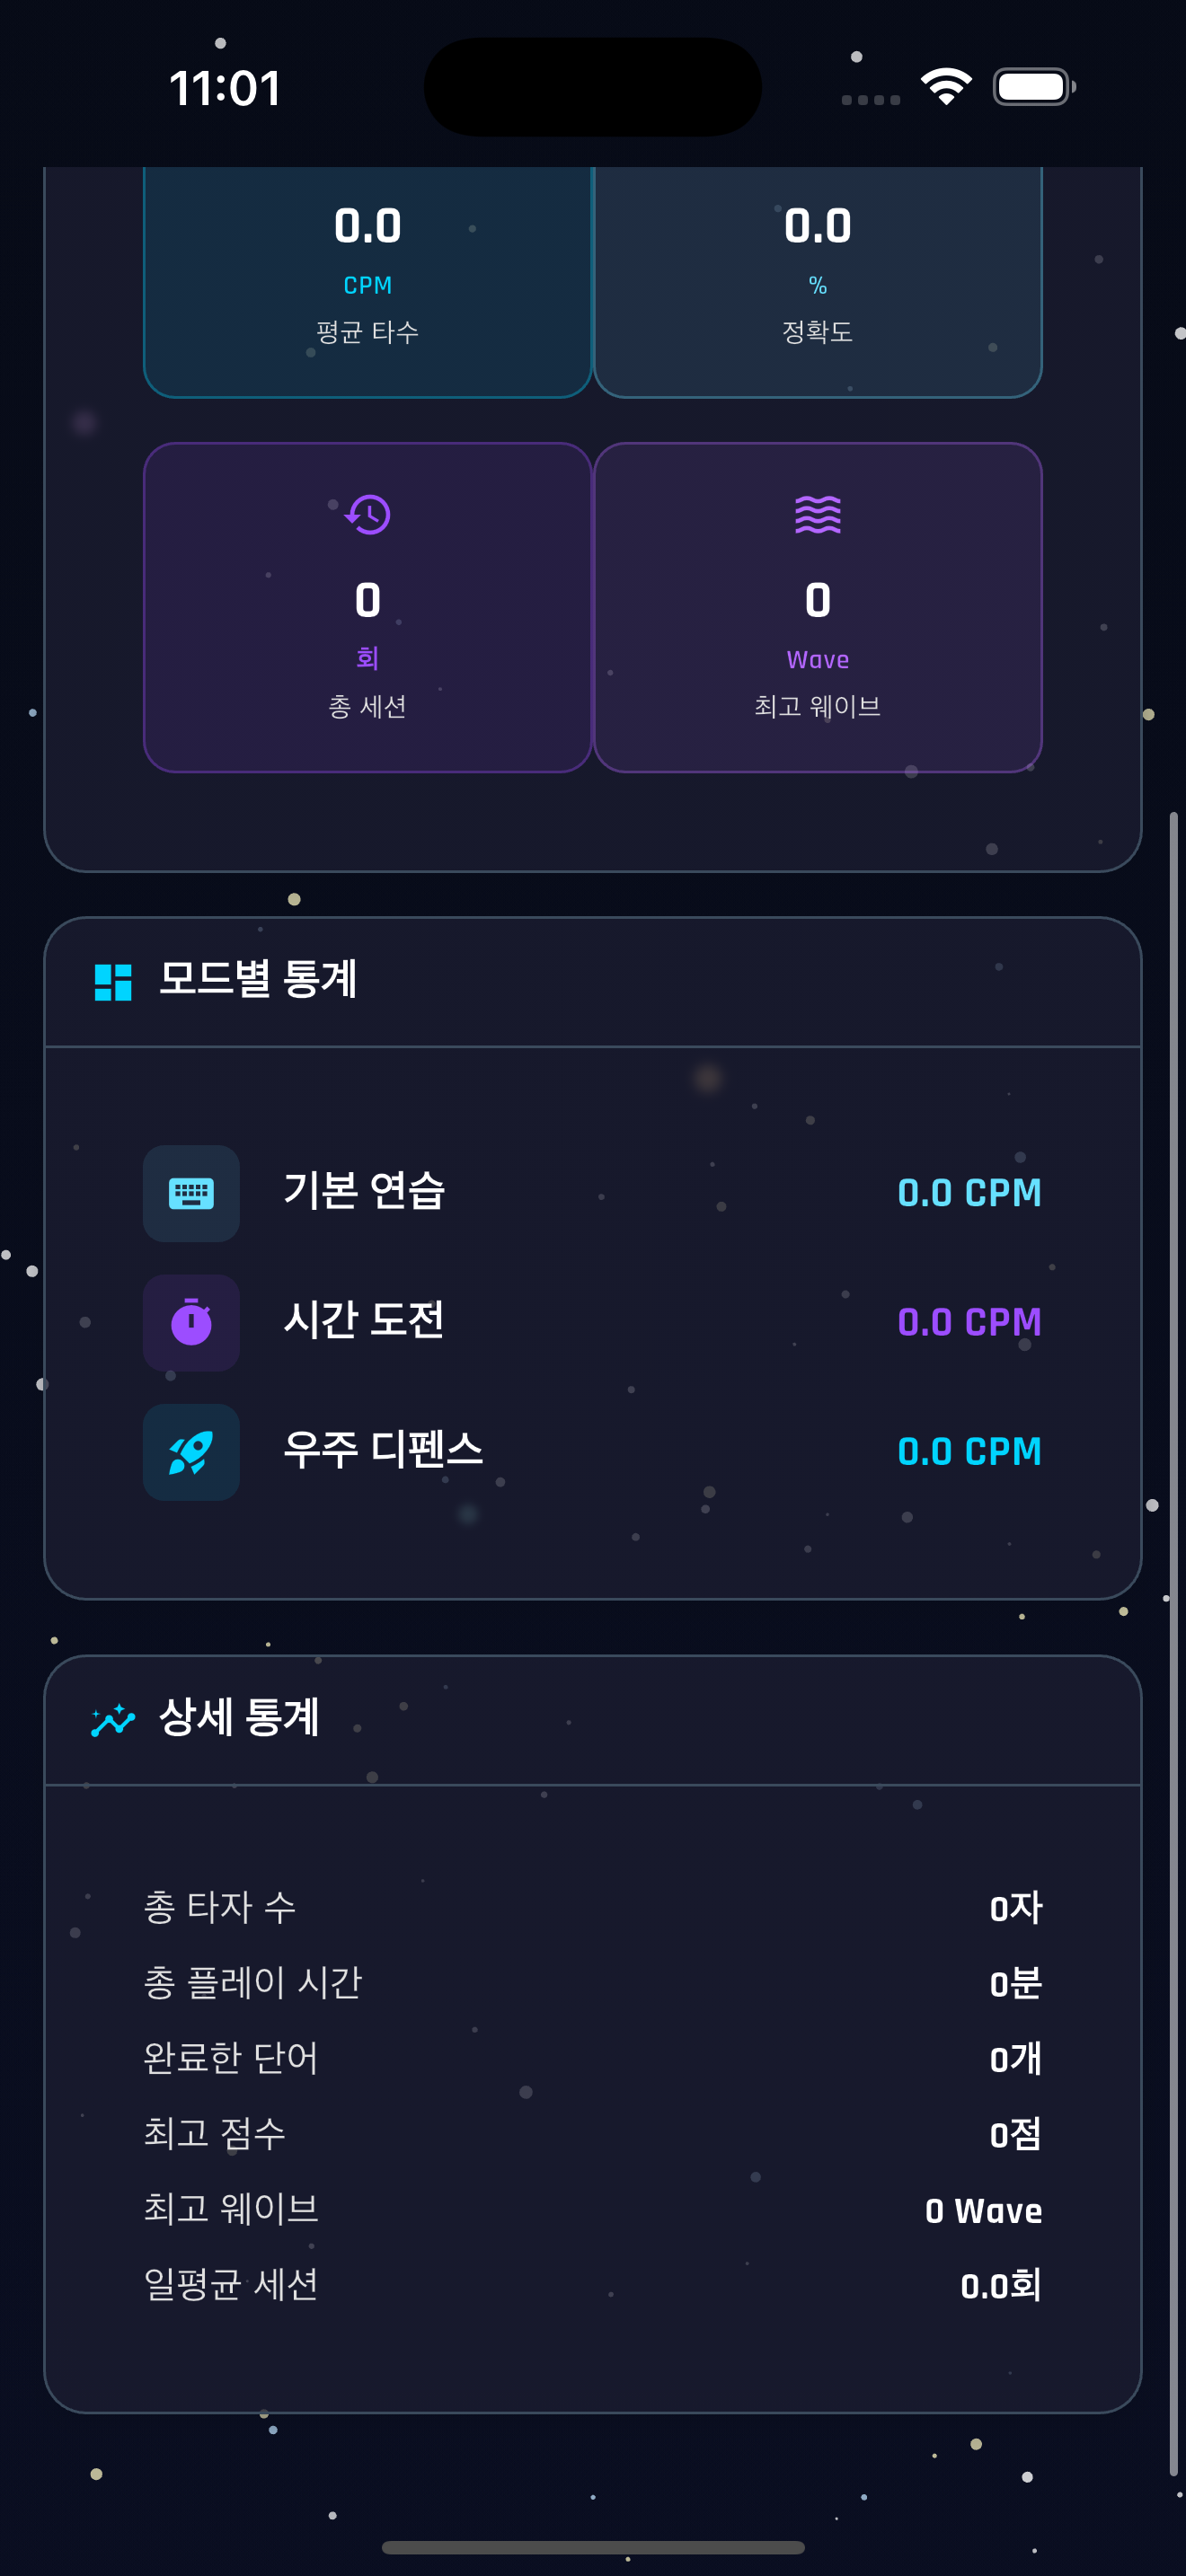 11:01
0.0 0.0
CPM %
평균 타수 정확도
0 0
회 Wave
총 세션 최고 웨이브
모드별 통계
기본 연습 0.0 CPM
시간 도전 0.0 CPM
우주 디펜스 0.0 CPM
상세 통계
총 타자 수 0자
총 플레이 시간 0분
완료한 단어 0개
최고 점수 0점
최고 웨이브 0 Wave
일평균 세션 0.0회